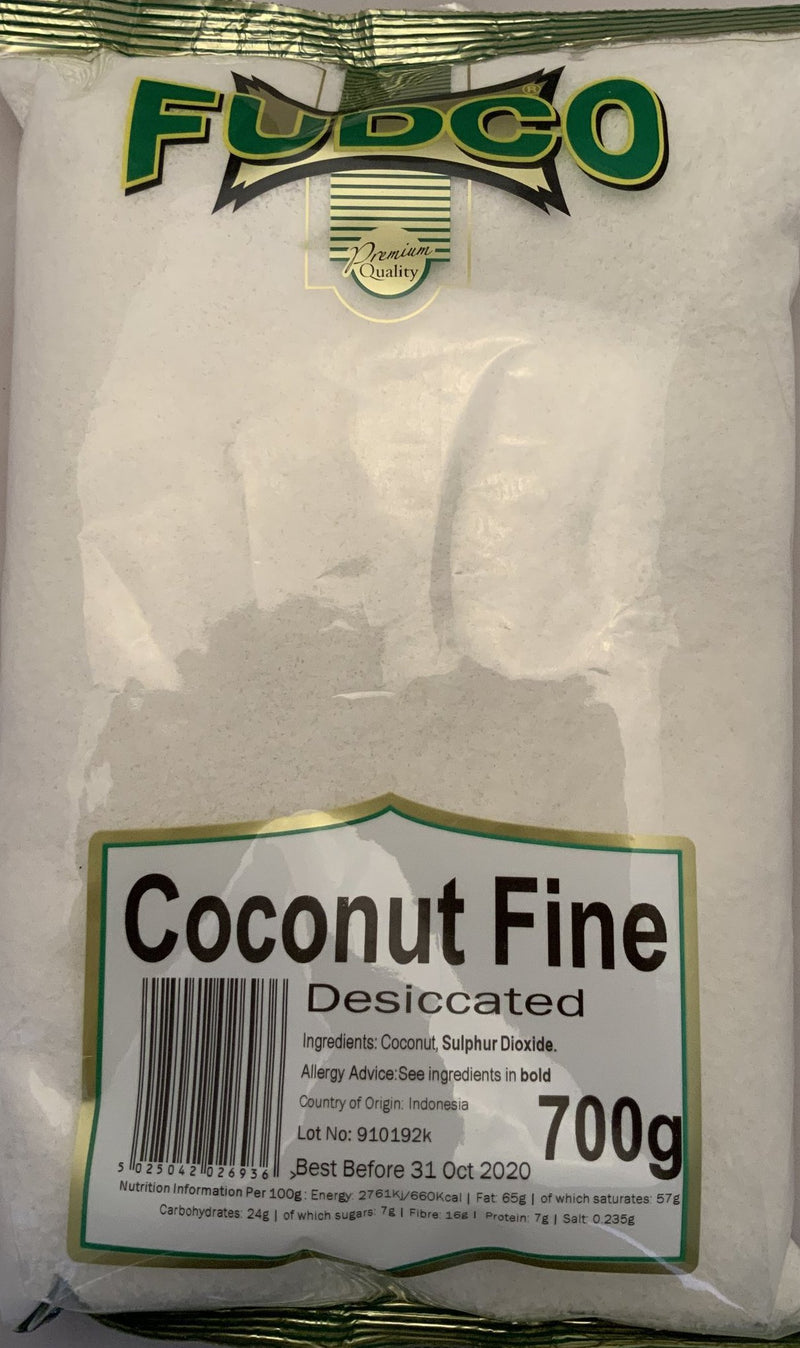 FUDCO
®
Premium
Quality
Coconut Fine
Desiccated
Ingredients: Coconut, Sulphur Dioxide.
Allergy Advice:See ingredients in bold
Country of Origin: Indonesia
700g
Lot No: 910192k
5 025042 026936 >
Best Before 31 Oct 2020
Nutrition Information Per 100g: Energy: 2761Kj/660Kcal | Fat: 65g | of which saturates: 57g
Carbohydrates: 24g | of which sugars: 7g | Fibre: 16g | Protein: 7g | Salt: 0.235g